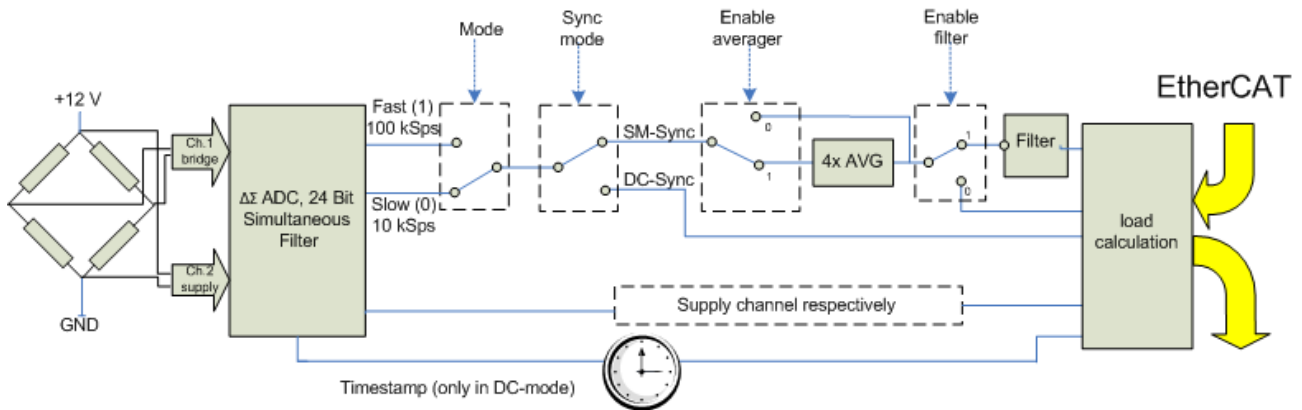 Mode
Sync
mode
Enable
averager
Enable
filter
EtherCAT
+12 V
Ch.1
bridge
Fast (1)
100 kSps
SM-Sync
0
1
4x AVG
1
0
Filter
ΔΣ ADC, 24 Bit
Simultaneous
Filter
Slow (0)
10 kSps
DC-Sync
load
calculation
Ch.2
supply
GND
Supply channel respectively
Timestamp (only in DC-mode)